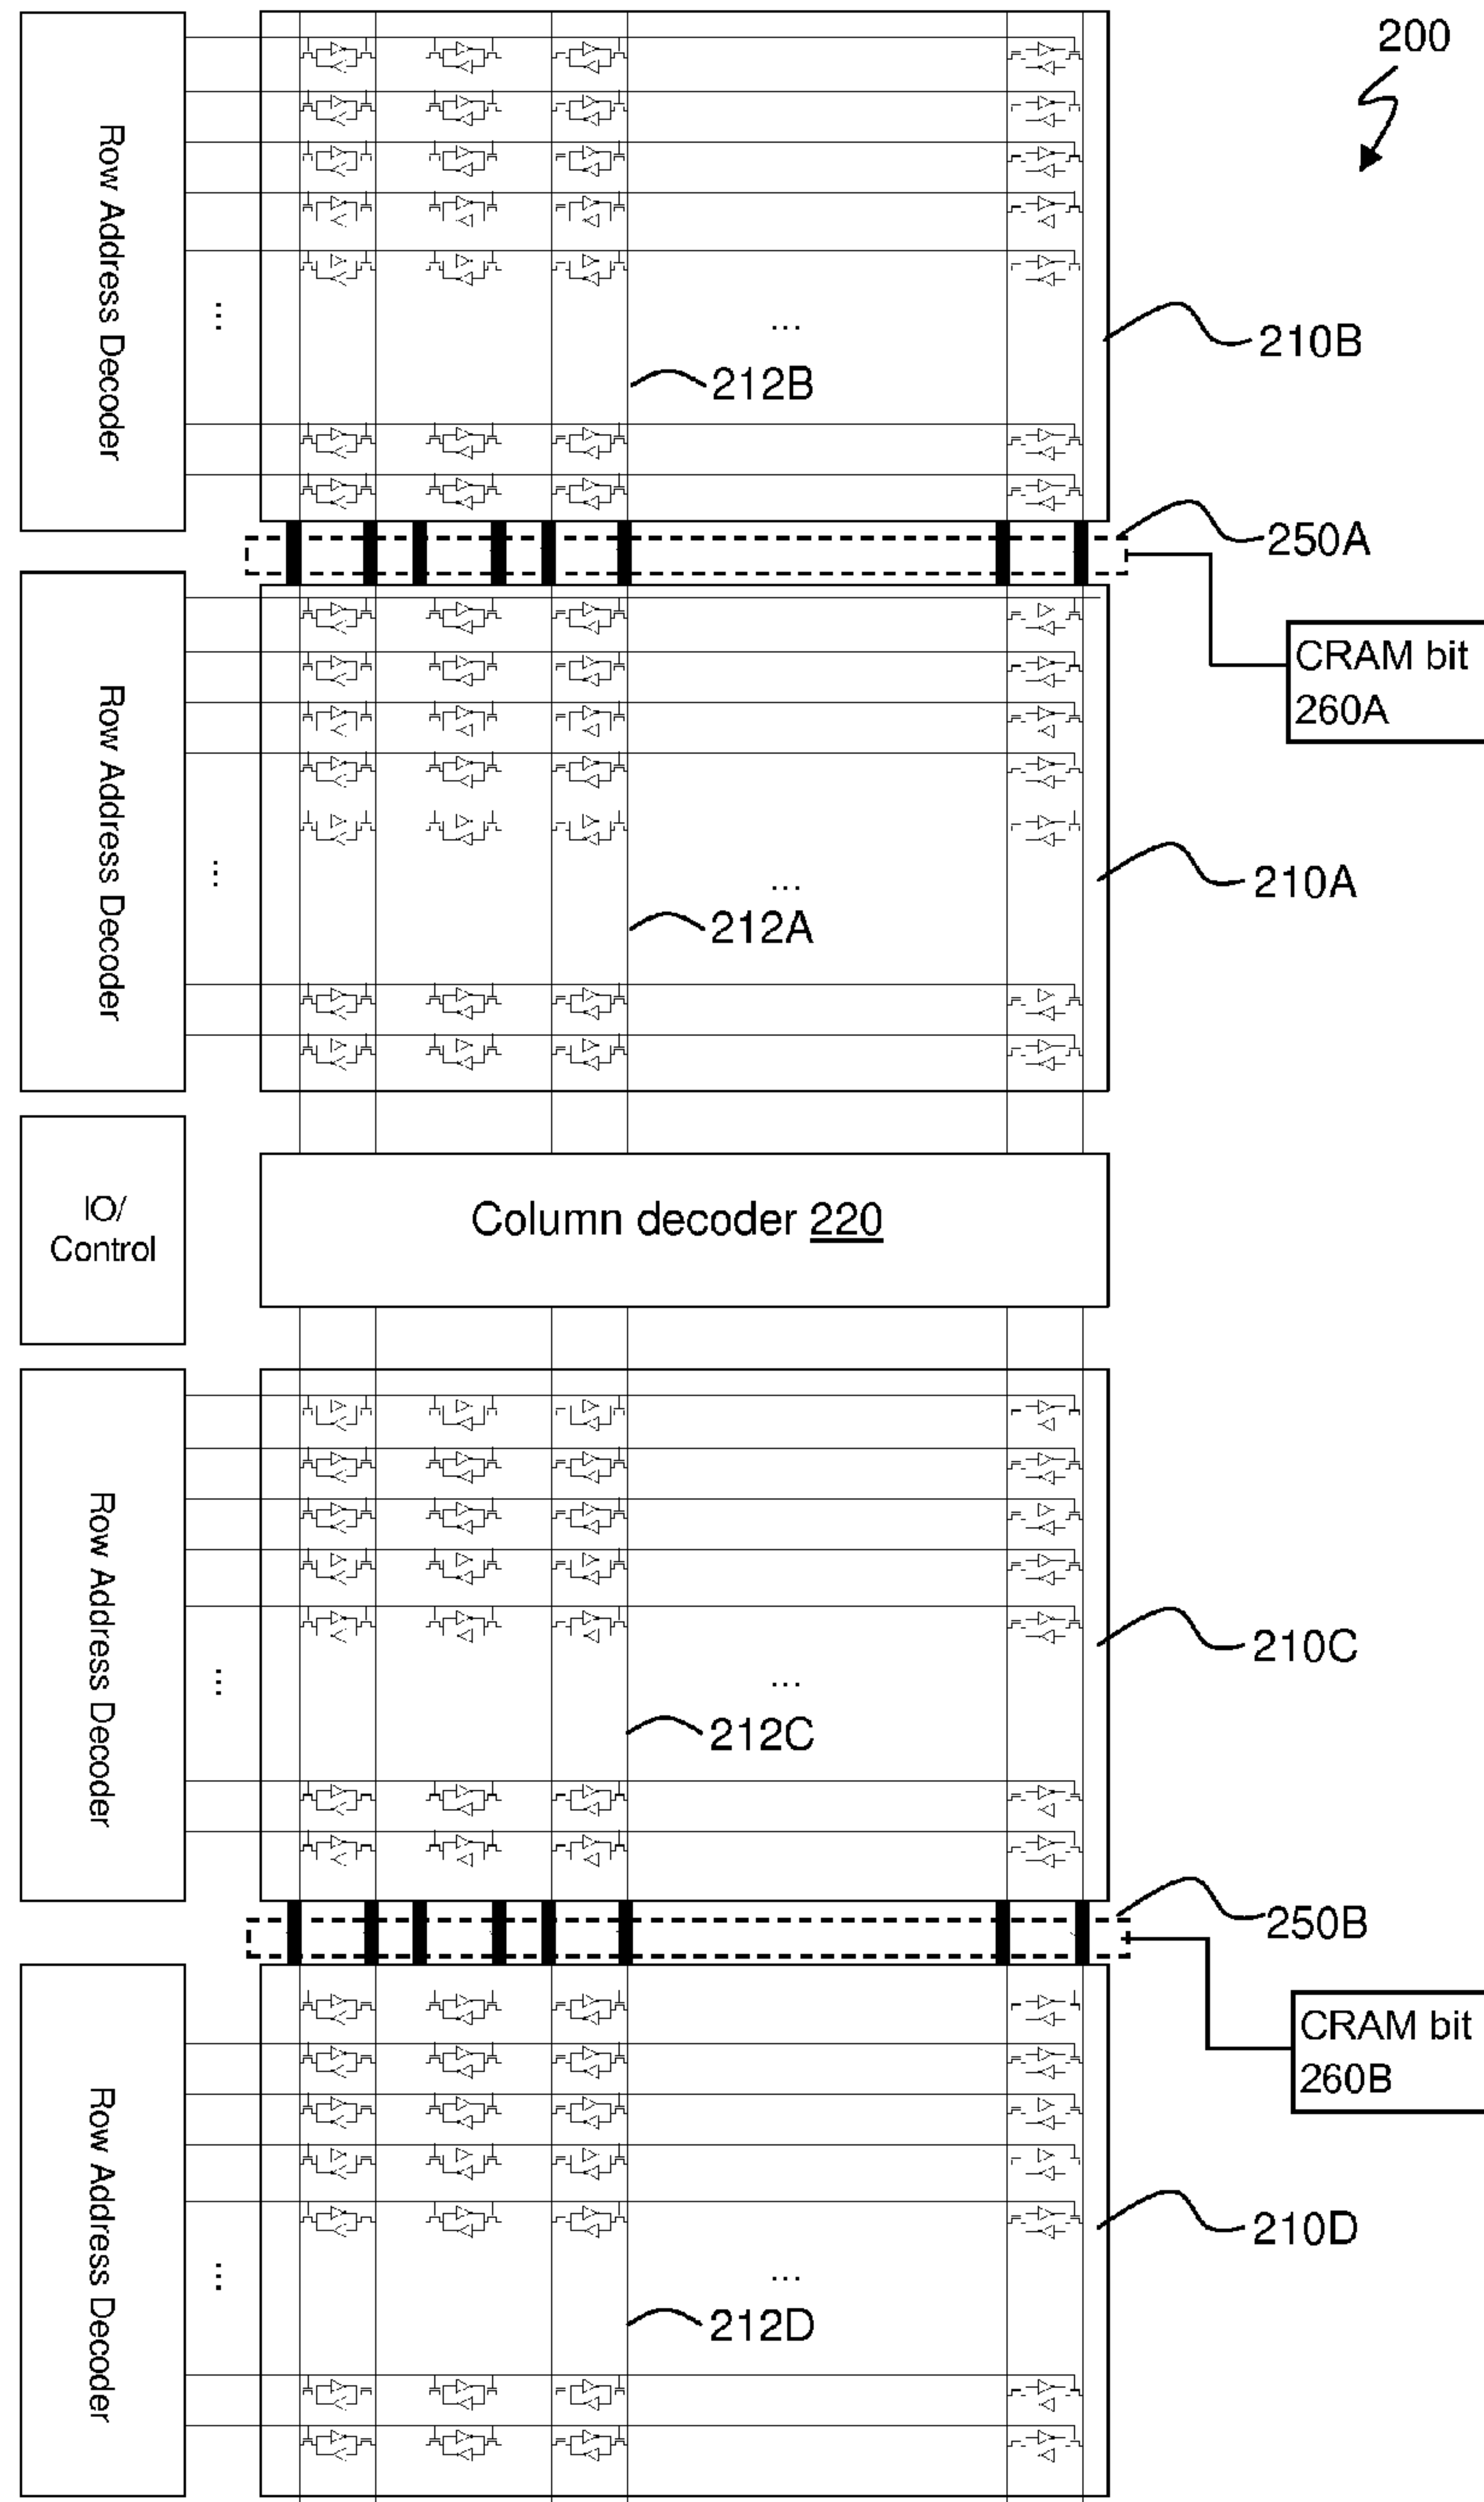 200
Row Address Decoder
...
...
210B
212B
250A
CRAM bit
260A
Row Address Decoder
...
...
210A
212A
IO/
Control
Column decoder 220
Row Address Decoder
...
...
210C
212C
250B
CRAM bit
260B
Row Address Decoder
...
...
210D
212D